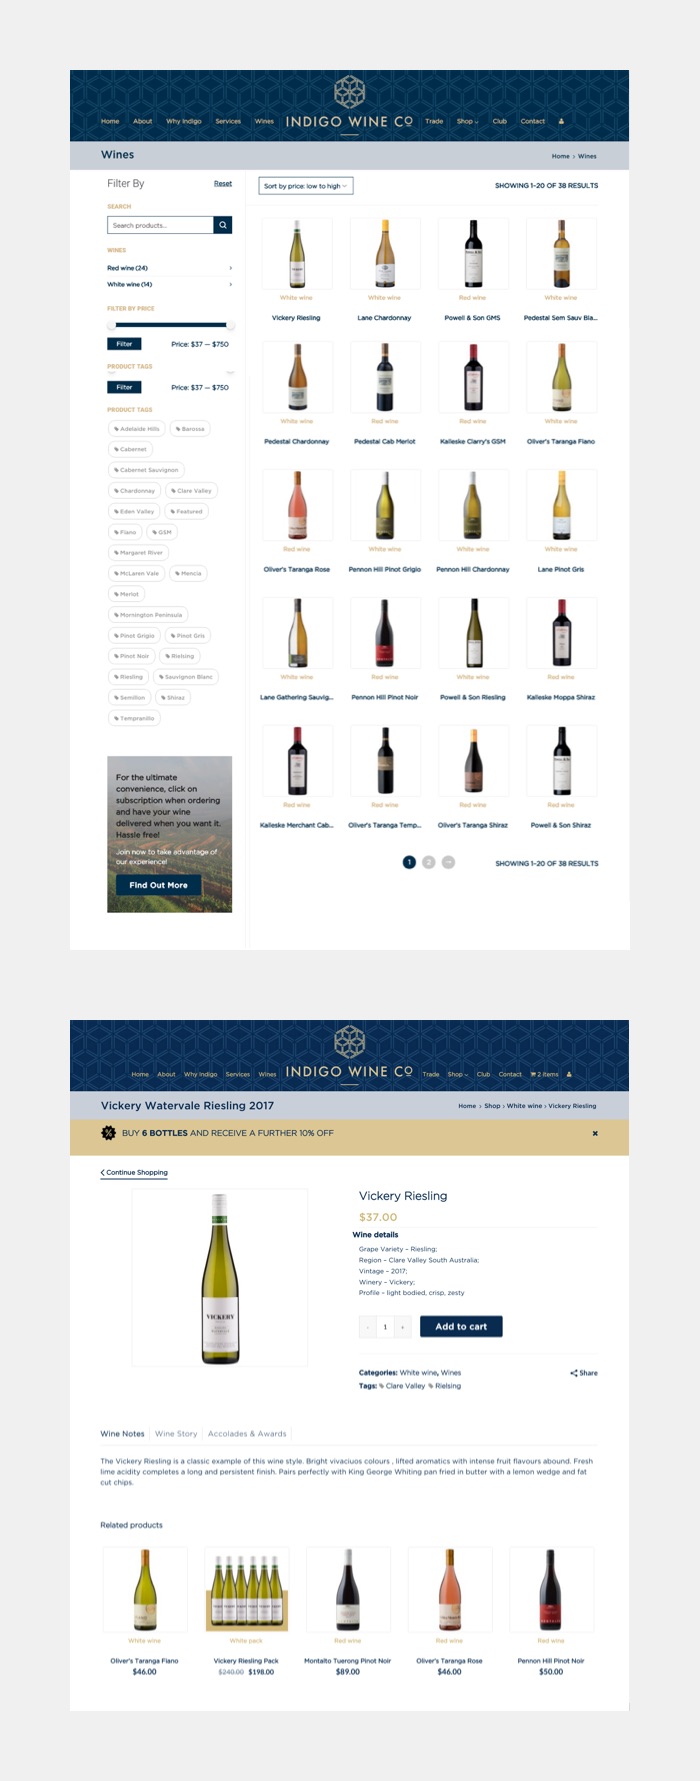 Home About Why Indigo Services Wines INDIGO WINE CO Trade Shop Club Contact
Wines
Home > Wines
Filter By Reset
SEARCH
Search products...
WINES
Red wine (24) ›
White wine (14) ›
FILTER BY PRICE
Filter Price: $37 — $750
PRODUCT TAGS
Filter Price: $37 — $750
PRODUCT TAGS
Adelaide Hills Barossa
Cabernet
Cabernet Sauvignon
Chardonnay Clare Valley
Eden Valley Featured
Fiano GSM
Margaret River
McLaren Vale Mencia
Merlot
Mornington Peninsula
Pinot Grigio Pinot Gris
Pinot Noir Rielsing
Riesling Sauvignon Blanc
Semillon Shiraz
Tempranillo
For the ultimate
convenience, click on
subscription when ordering
and have your wine
delivered when you want it.
Hassle free!
Join now to take advantage of
our experience!
Find Out More
Sort by price: low to high
SHOWING 1–20 OF 38 RESULTS
White wine White wine Red wine White wine
Vickery Riesling Lane Chardonnay Powell & Son GMS Pedestal Sem Sauv Bla...
White wine Red wine Red wine White wine
Pedestal Chardonnay Pedestal Cab Merlot Kalleske Clarry's GSM Oliver's Taranga Fiano
Red wine White wine White wine White wine
Oliver's Taranga Rose Pennon Hill Pinot Grigio Pennon Hill Chardonnay Lane Pinot Gris
White wine Red wine White wine Red wine
Lane Gathering Sauvig... Pennon Hill Pinot Noir Powell & Son Riesling Kalleske Moppa Shiraz
Red wine Red wine Red wine Red wine
Kalleske Merchant Cab... Oliver's Taranga Temp... Oliver's Taranga Shiraz Powell & Son Shiraz
1 2 →
SHOWING 1–20 OF 38 RESULTS
Home About Why Indigo Services Wines INDIGO WINE CO Trade Shop Club Contact 2 items
Vickery Watervale Riesling 2017
Home > Shop > White wine > Vickery Riesling
% BUY 6 BOTTLES AND RECEIVE A FURTHER 10% OFF ×
< Continue Shopping
VICKERY
Vickery Riesling
$37.00
Wine details
Grape Variety – Riesling;
Region – Clare Valley South Australia;
Vintage – 2017;
Winery – Vickery;
Profile – light bodied, crisp, zesty
- 1 + Add to cart
Categories: White wine, Wines
Share
Tags: Clare Valley Rielsing
Wine Notes Wine Story Accolades & Awards
The Vickery Riesling is a classic example of this wine style. Bright vivaciuos colours , lifted aromatics with intense fruit flavours abound. Fresh
lime acidity completes a long and persistent finish. Pairs perfectly with King George Whiting pan fried in butter with a lemon wedge and fat
cut chips.
Related products
White wine White pack Red wine Red wine Red wine
Oliver's Taranga Fiano Vickery Riesling Pack Montalto Tuerong Pinot Noir Oliver's Taranga Rose Pennon Hill Pinot Noir
$46.00 $240.00 $198.00 $89.00 $46.00 $50.00